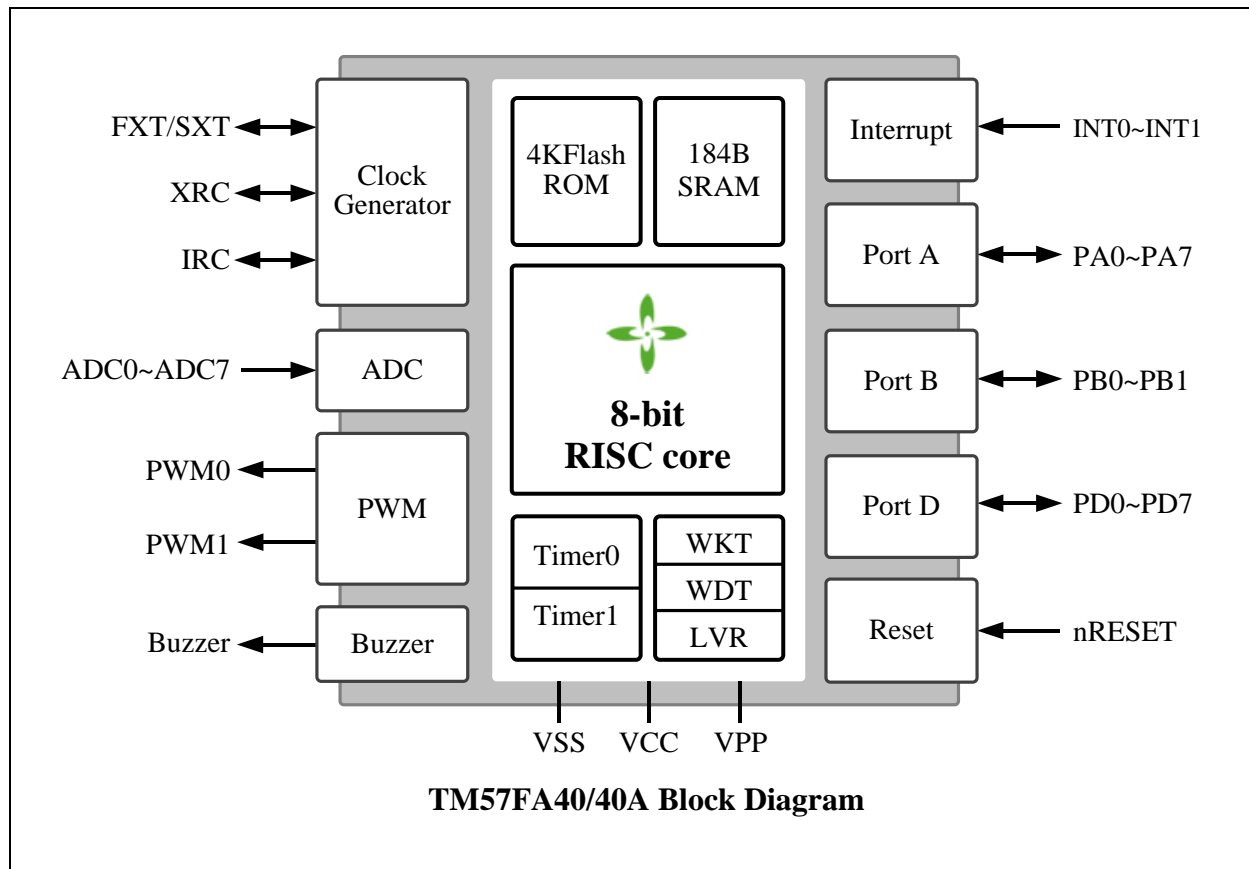 FXT/SXT
XRC
IRC
Clock
Generator
ADC0~ADC7
ADC
PWM0
PWM1
PWM
Buzzer
Buzzer
4KFlash
ROM
184B
SRAM
8-bit
RISC core
Timer0
Timer1
WKT
WDT
LVR
Interrupt
INT0~INT1
Port A
PA0~PA7
Port B
PB0~PB1
Port D
PD0~PD7
Reset
nRESET
VSS
VCC
VPP
TM57FA40/40A Block Diagram